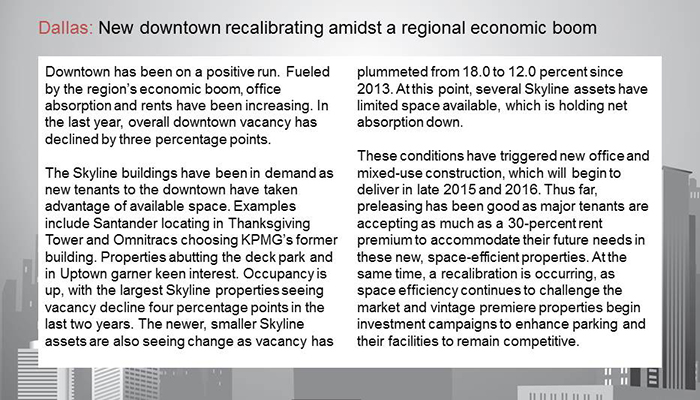 Dallas: New downtown recalibrating amidst a regional economic boom
Downtown has been on a positive run. Fueled
by the region's economic boom, office
absorption and rents have been increasing. In
the last year, overall downtown vacancy has
declined by three percentage points.
The Skyline buildings have been in demand as
new tenants to the downtown have taken
advantage of available space. Examples
include Santander locating in Thanksgiving
Tower and Omnitracs choosing KPMG's former
building. Properties abutting the deck park and
in Uptown garner keen interest. Occupancy is
up, with the largest Skyline properties seeing
vacancy decline four percentage points in the
last two years. The newer, smaller Skyline
assets are also seeing change as vacancy has
plummeted from 18.0 to 12.0 percent since
2013. At this point, several Skyline assets have
limited space available, which is holding net
absorption down.
These conditions have triggered new office and
mixed-use construction, which will begin to
deliver in late 2015 and 2016. Thus far,
preleasing has been good as major tenants are
accepting as much as a 30-percent rent
premium to accommodate their future needs in
these new, space-efficient properties. At the
same time, a recalibration is occurring, as
space efficiency continues to challenge the
market and vintage premiere properties begin
investment campaigns to enhance parking and
their facilities to remain competitive.